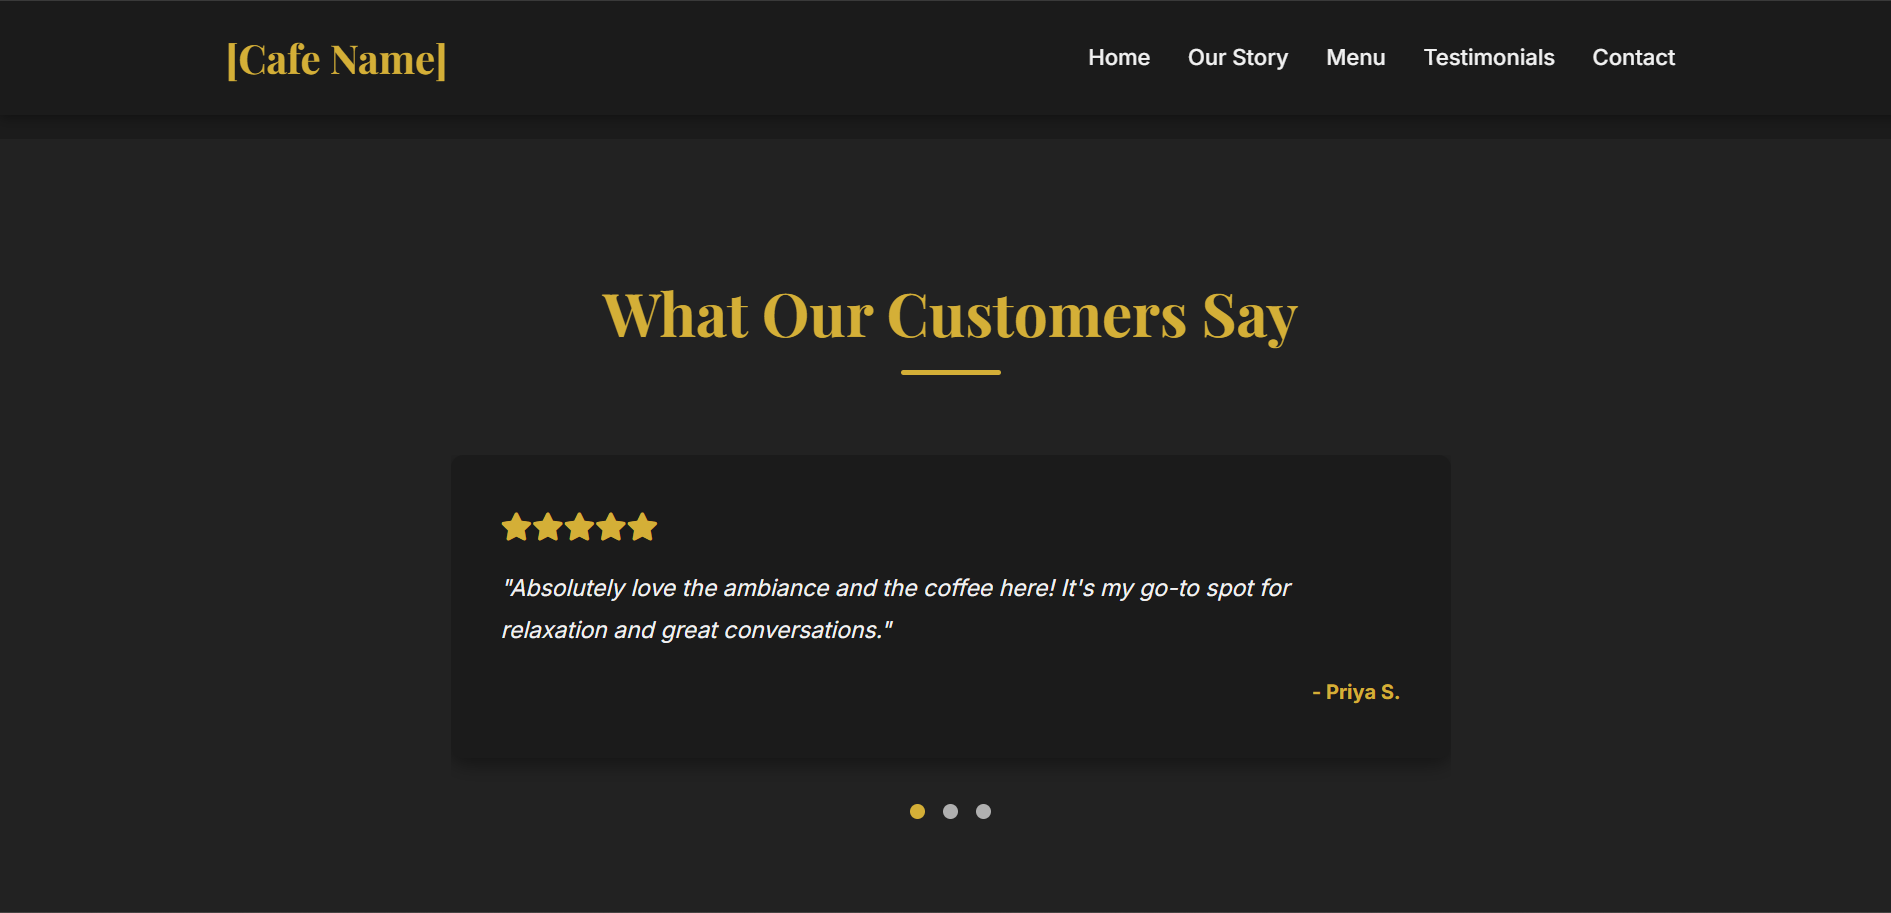 [Cafe Name]
Home Our Story Menu Testimonials Contact
What Our Customers Say
"Absolutely love the ambiance and the coffee here! It's my go-to spot for
relaxation and great conversations."
- Priya S.